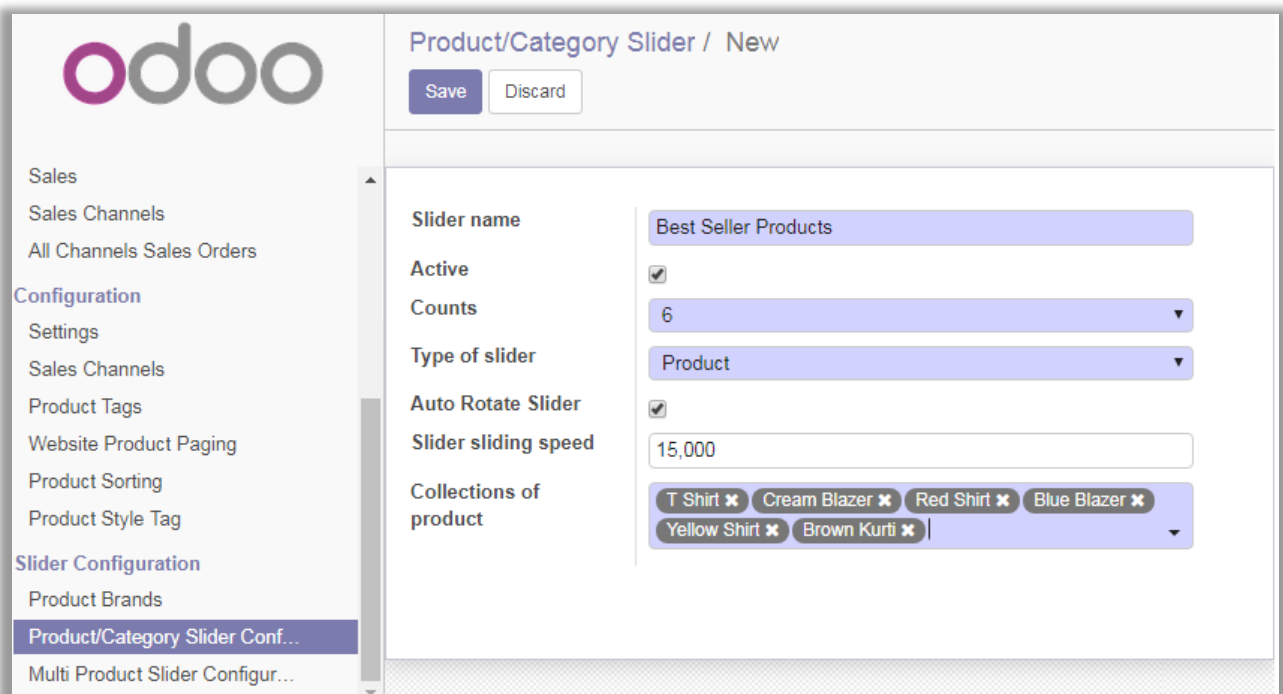 odoo
Sales
Sales Channels
All Channels Sales Orders
Configuration
Settings
Sales Channels
Product Tags
Website Product Paging
Product Sorting
Product Style Tag
Slider Configuration
Product Brands
Product/Category Slider Conf...
Multi Product Slider Configur...
Product/Category Slider / New
Save Discard
Slider name Best Seller Products
Active
Counts 6
Type of slider Product
Auto Rotate Slider
Slider sliding speed 15,000
Collections of product T Shirt Cream Blazer Red Shirt Blue Blazer
Yellow Shirt Brown Kurti